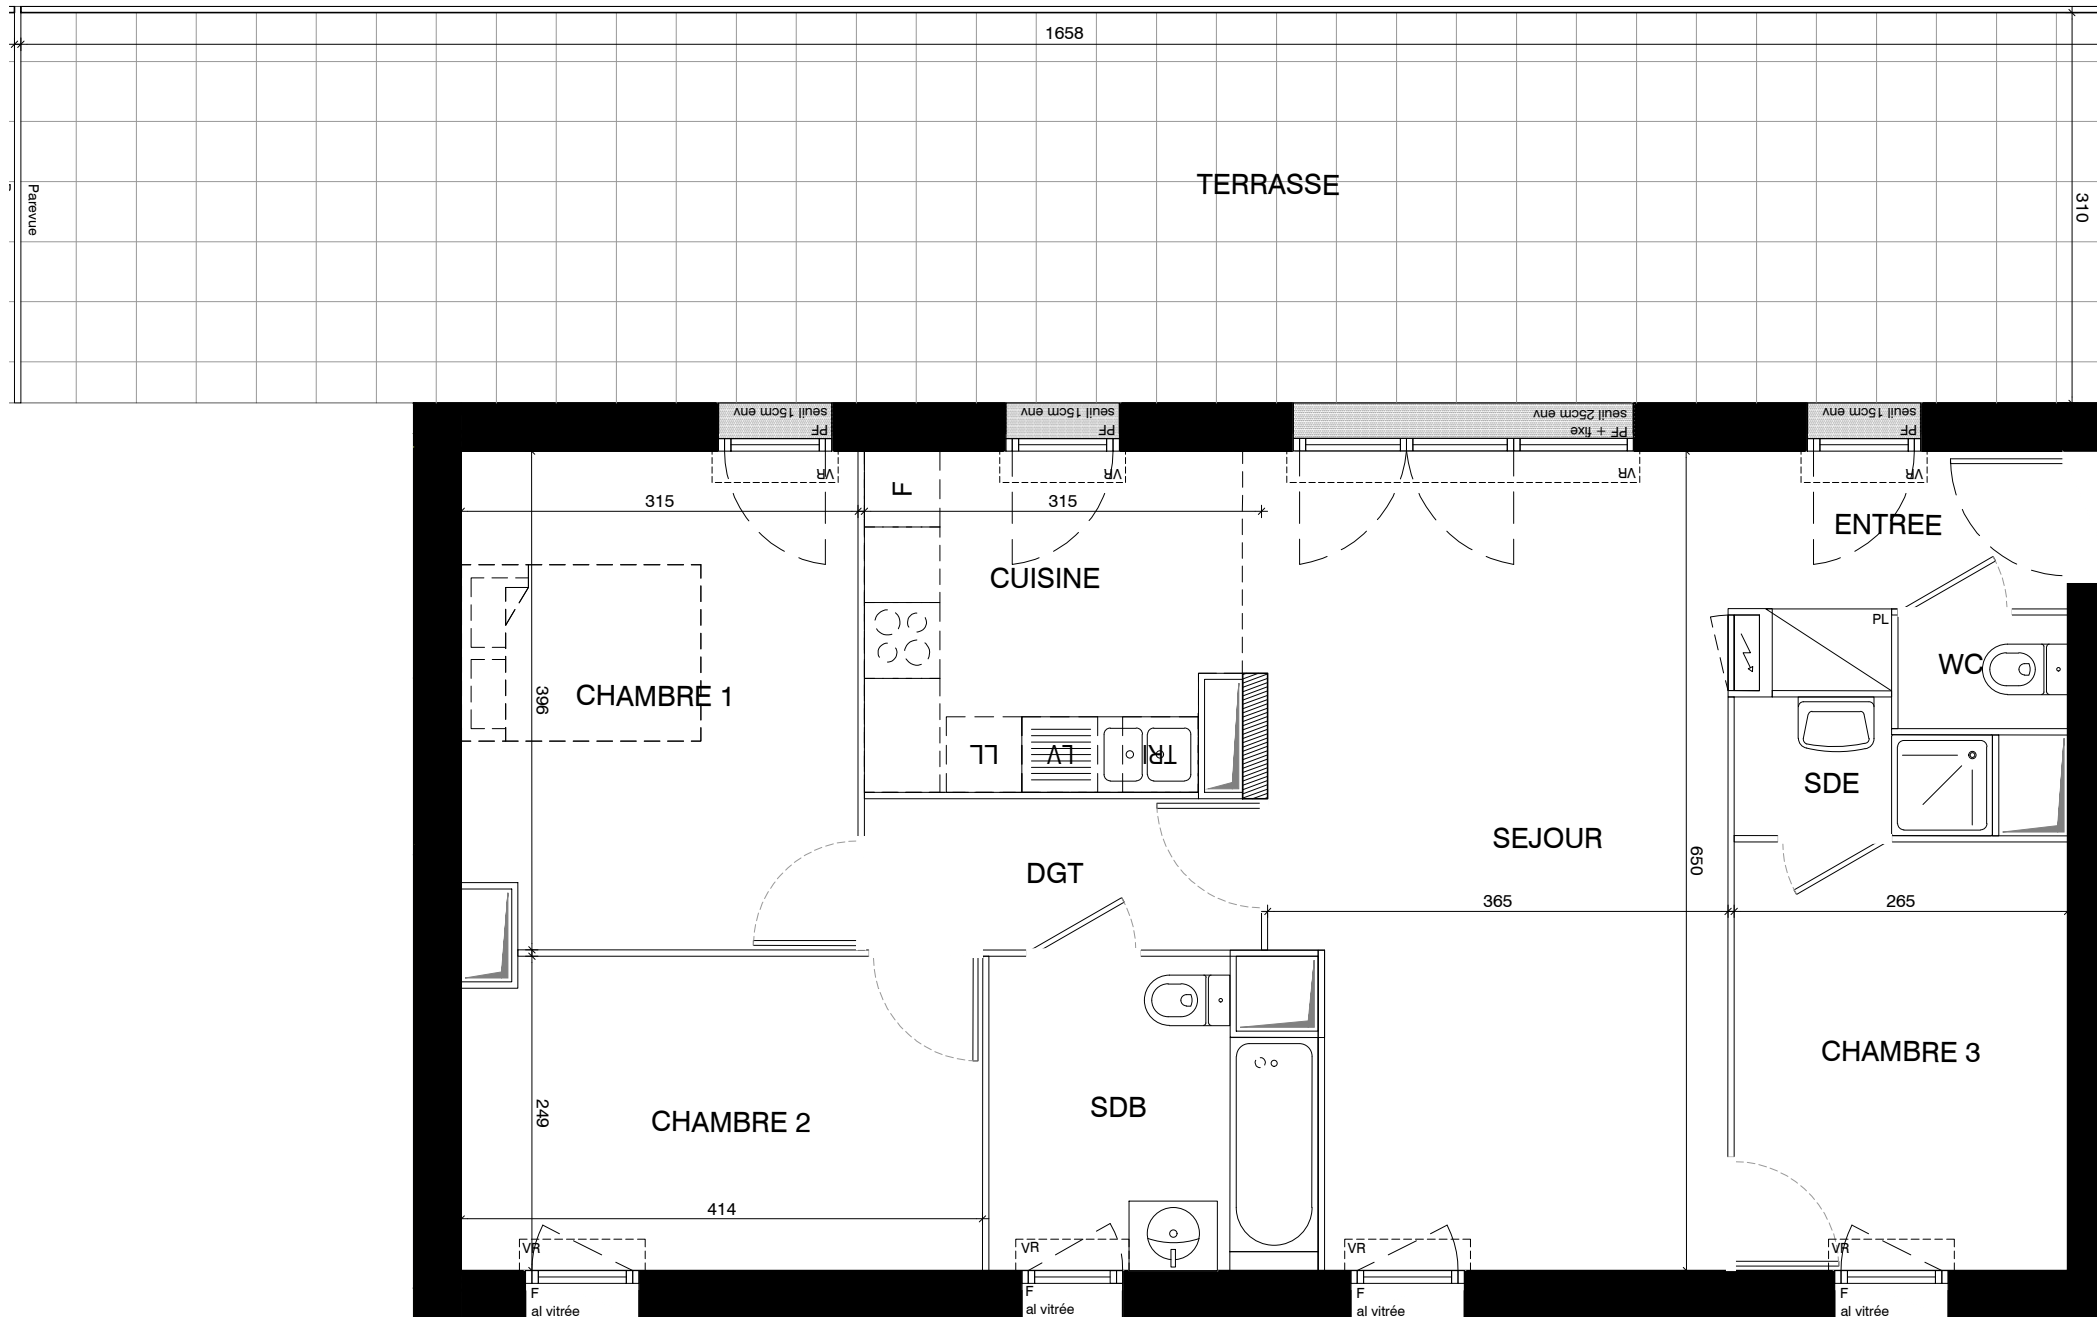 1658
TERRASSE
Parevue
310
seuil 15cm env
PF
VR
seuil 15cm env
PF
VR
seuil 25cm env
PF + fixe
VR
seuil 15cm env
PF
VR
315
F
315
ENTREE
CUISINE
PL
WC
CHAMBRE 1
396
LL
LV
TRI
SDE
SEJOUR
650
DGT
365
265
CHAMBRE 3
249
CHAMBRE 2
SDB
414
VR
VR
VR
VR
F
al vitrée
F
al vitrée
F
al vitrée
F
al vitrée